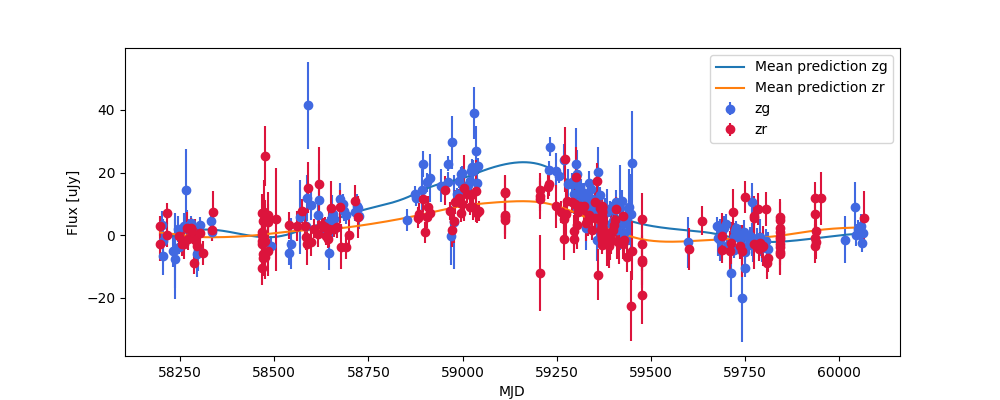 Mean prediction zg
Mean prediction zr
zg
zr
Flux [uJy]
40
20
0
−20
58250 58500 58750 59000 59250 59500 59750 60000
MJD